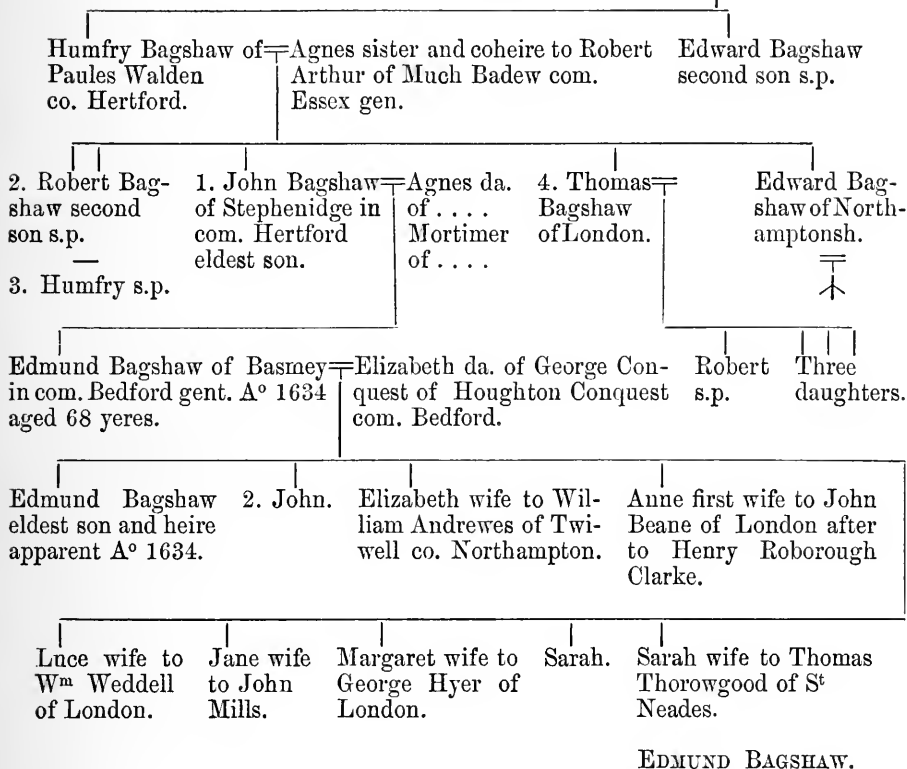 Humfry Bagshaw of
Paules Walden
co. Hertford.
Agnes sister and coheire to Robert
Arthur of Much Badew com.
Essex gen.
Edward Bagshaw
second son s.p.
2. Robert Bag-
shaw second
son s.p.
—
3. Humfry s.p.
1. John Bagshaw
of Stephenidge in
com. Hertford
eldest son.
Agnes da.
of . . . .
Mortimer
of . . . .
4. Thomas
Bagshaw
of London.
Edward Bag-
shaw of North-
amptonsh.
Edmund Bagshaw of Basmey
in com. Bedford gent. Aº 1634
aged 68 yeres.
Elizabeth da. of George Con-
quest of Houghton Conquest
com. Bedford.
Robert
s.p.
Three
daughters.
Edmund Bagshaw
eldest son and heire
apparent Aº 1634.
2. John.
Elizabeth wife to Wil-
liam Andrewes of Twi-
well co. Northampton.
Anne first wife to John
Beane of London after
to Henry Roborough
Clarke.
Luce wife to
Wᵐ Weddell
of London.
Jane wife
to John
Mills.
Margaret wife to
George Hyer of
London.
Sarah.
Sarah wife to Thomas
Thorowgood of Sᵗ
Neades.
EDMUND BAGSHAW.